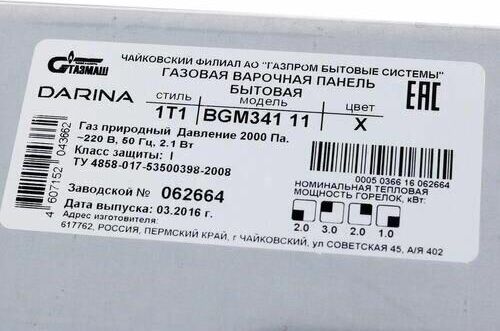 ГАЗМАШ
ЧАЙКОВСКИЙ ФИЛИАЛ АО "ГАЗПРОМ БЫТОВЫЕ СИСТЕМЫ"
ГАЗОВАЯ ВАРОЧНАЯ ПАНЕЛЬ
БЫТОВАЯ
DARINA
стиль модель цвет
1T1 BGM341 11 X
EAC
Газ природный Давление 2000 Па.
~220 В, 50 Гц, 2.1 Вт
Класс защиты: I
ТУ 4858-017-53500398-2008
4 607152 043662
Заводской № 062664
Дата выпуска: 03.2016 г.
0005 0366 16 062664
НОМИНАЛЬНАЯ ТЕПЛОВАЯ
МОЩНОСТЬ ГОРЕЛОК, кВт:
2.0 3.0 2.0 1.0
Адрес изготовителя:
617762, РОССИЯ, ПЕРМСКИЙ КРАЙ, г ЧАЙКОВСКИЙ, ул СОВЕТСКАЯ 45, А/Я 402